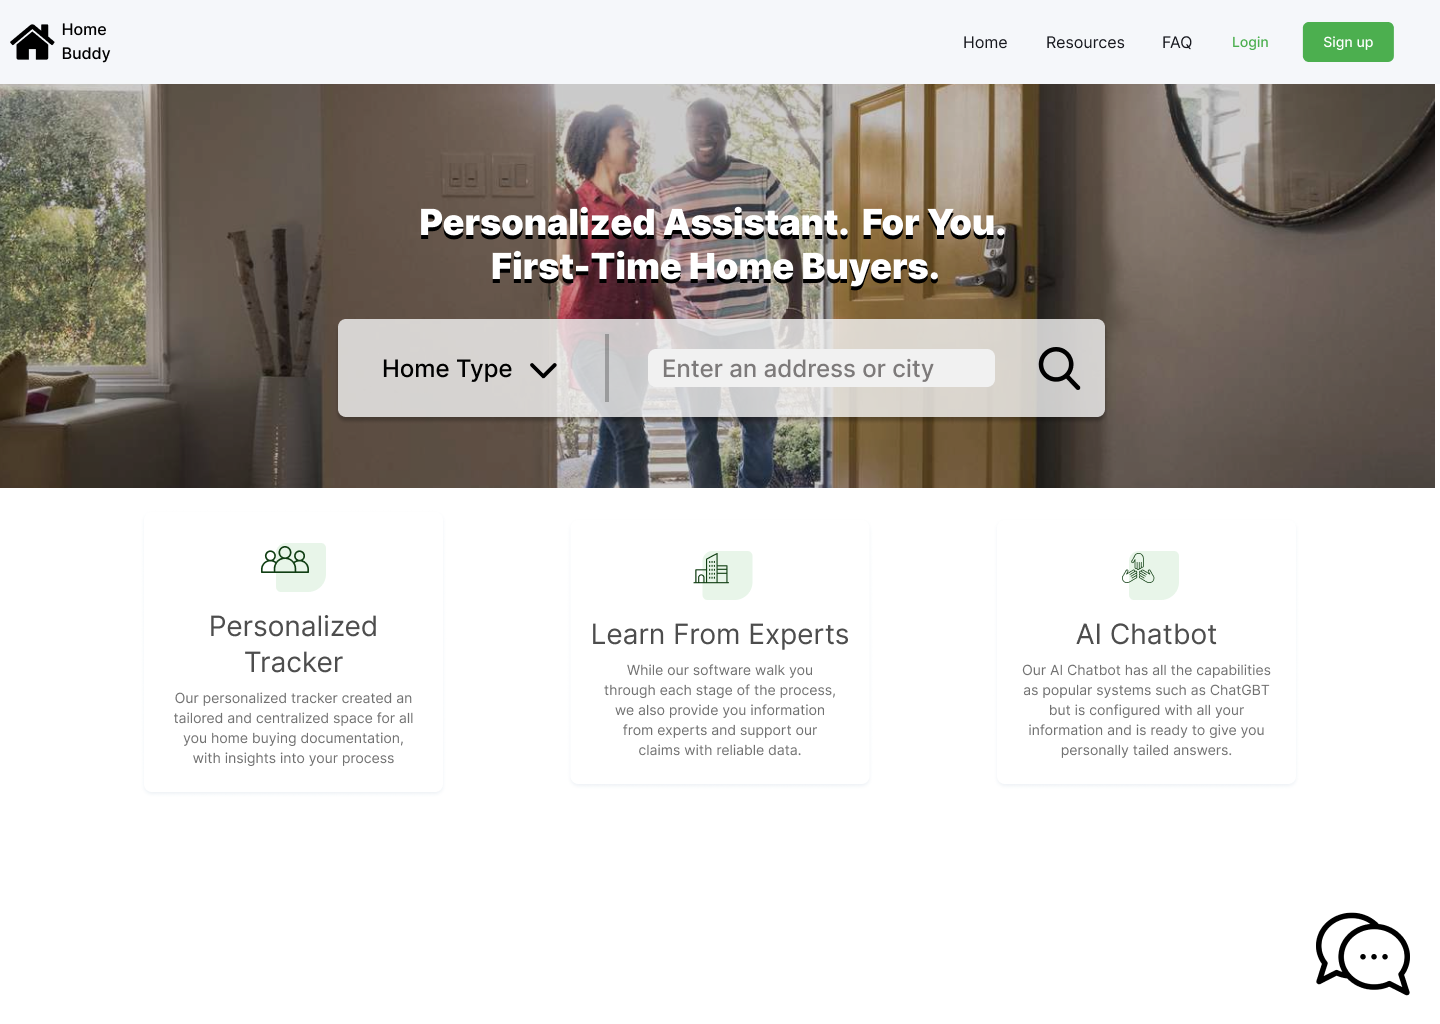 Home
Buddy
Home
Resources
FAQ
Login
Sign up
Personalized Assistant. For You.
First-Time Home Buyers.
Home Type
Enter an address or city
Personalized
Tracker
Our personalized tracker created an
tailored and centralized space for all
you home buying documentation,
with insights into your process
Learn From Experts
While our software walk you
through each stage of the process,
we also provide you information
from experts and support our
claims with reliable data.
AI Chatbot
Our AI Chatbot has all the capabilities
as popular systems such as ChatGBT
but is configured with all your
information and is ready to give you
personally tailed answers.